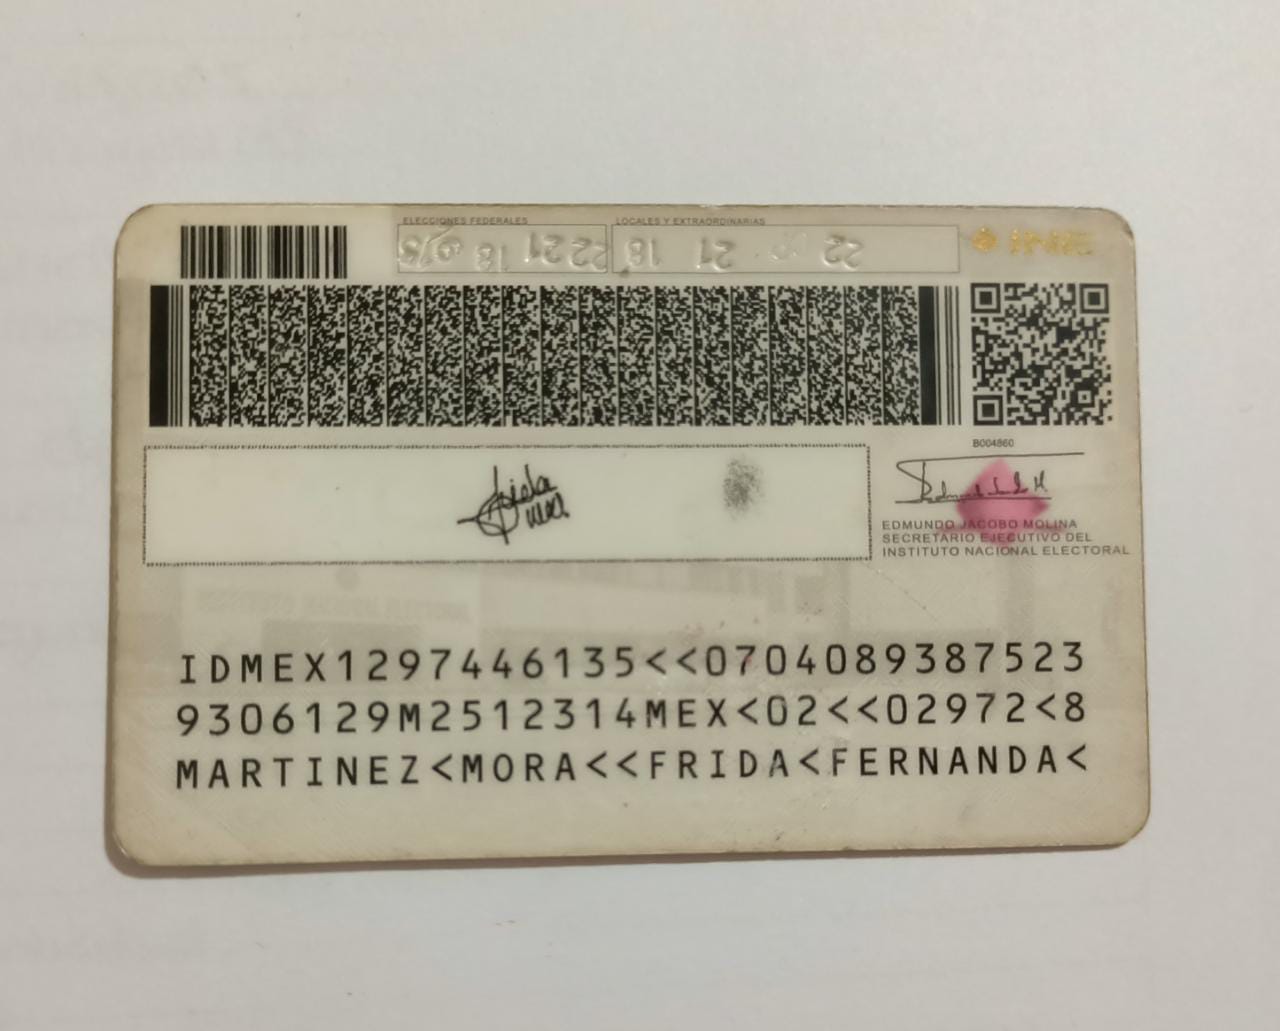 ELECCIONES FEDERALES LOCALES Y EXTRAORDINARIAS
INE
B004860
EDMUNDO JACOBO MOLINA
SECRETARIO EJECUTIVO DEL
INSTITUTO NACIONAL ELECTORAL
IDMEX1297446135<<0704089387523
9306129M2512314MEX<02<<02972<8
MARTINEZ<MORA<<FRIDA<FERNANDA<